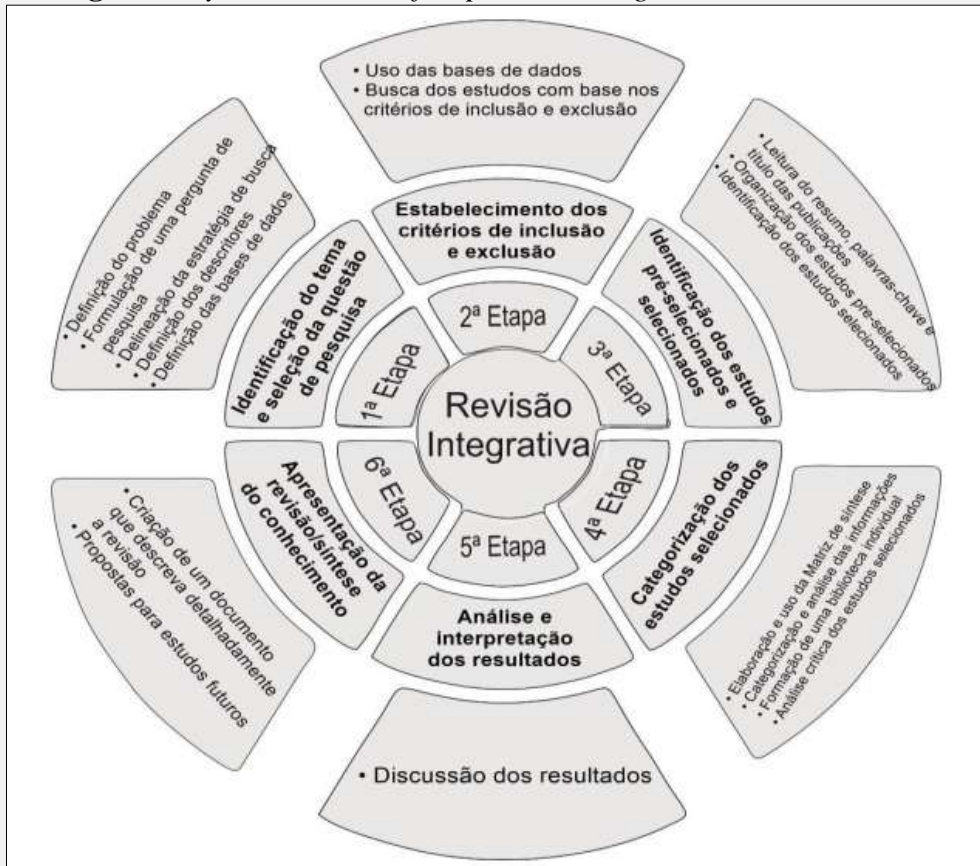 Revisão
Integrativa
1ª Etapa
Identificação do tema
e seleção da questão
de pesquisa
• Definição do problema
• Formulação de uma pergunta de
pesquisa
• Delineação da estratégia de busca
• Definição dos descritores
• Definição das bases de dados
2ª Etapa
Estabelecimento dos
critérios de inclusão
e exclusão
• Uso das bases de dados
• Busca dos estudos com base nos
critérios de inclusão e exclusão
3ª Etapa
Identificação dos estudos
pré-selecionados e
selecionados
• Leitura do resumo, palavras-chave e
título das publicações
• Organização dos estudos pré-selecionados
• Identificação dos estudos selecionados
4ª Etapa
Categorização dos
estudos selecionados
• Elaboração e uso da Matriz de síntese
• Categorização e análise das informações
• Formação de uma biblioteca individual
• Análise crítica dos estudos selecionados
5ª Etapa
Análise e
interpretação
dos resultados
• Discussão dos resultados
6ª Etapa
Apresentação da
revisão/síntese
do conhecimento
• Criação de um documento
que descreva detalhadamente
a revisão
• Propostas para estudos futuros